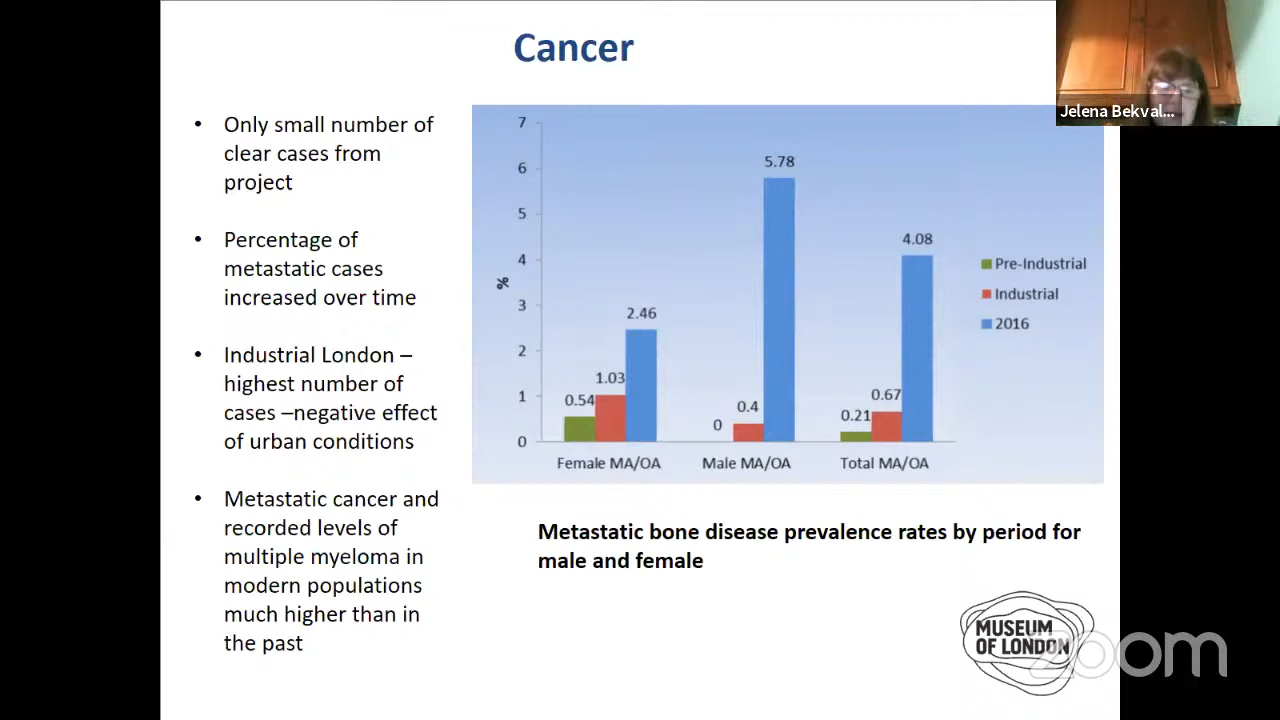 Cancer
Jelena Bekval...
• Only small number of
clear cases from
project
• Percentage of
metastatic cases
increased over time
• Industrial London –
highest number of
cases –negative effect
of urban conditions
• Metastatic cancer and
recorded levels of
multiple myeloma in
modern populations
much higher than in
the past
7
6
5
4
3
2
1
0
%
0.54
1.03
2.46
0
0.4
5.78
0.21
0.67
4.08
Female MA/OA
Male MA/OA
Total MA/OA
Pre-Industrial
Industrial
2016
Metastatic bone disease prevalence rates by period for
male and female
MUSEUM
OF LONDON
zoom